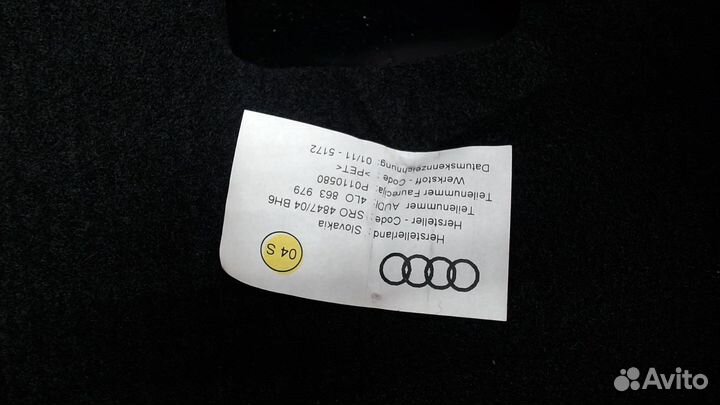 04 S
Herstellerland : Slovakia
Hersteller - Code : SRO 4847/04 BH6
Teilenummer AUDI: 4L0 863 979
Teilenummer Faurecia: P0110580
Werkstoff - Code : >PET<
Datumskennzeichnung: 01/11 - 5172
Avito